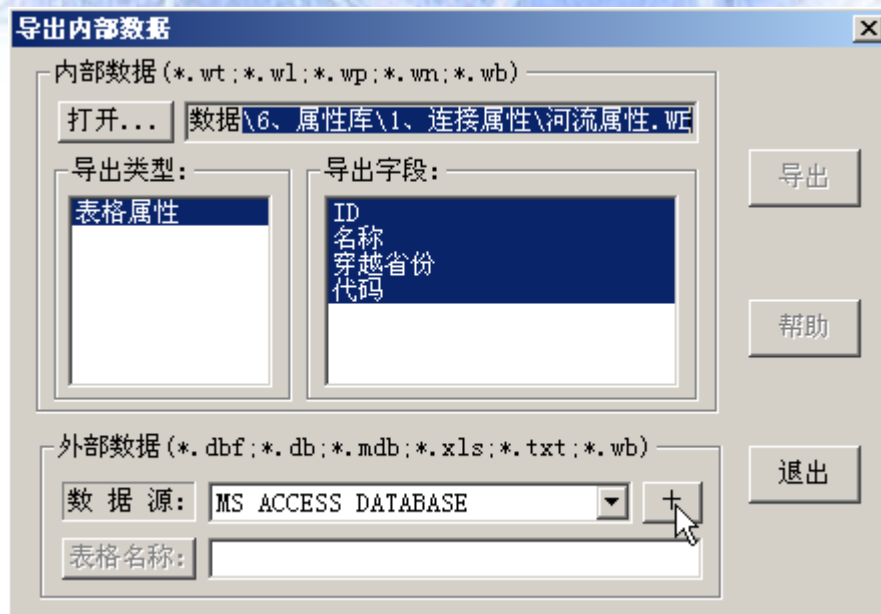 导出内部数据
内部数据(*.wt;*.wl;*.wp;*.wn;*.wb)
打开... 数据\6、属性库\1、连接属性\河流属性.WB
导出类型: 导出字段:
表格属性
ID
名称
穿越省份
代码
导出
帮助
外部数据(*.dbf;*.db;*.mdb;*.xls;*.txt;*.wb)
数 据 源: MS ACCESS DATABASE +
退出
表格名称: